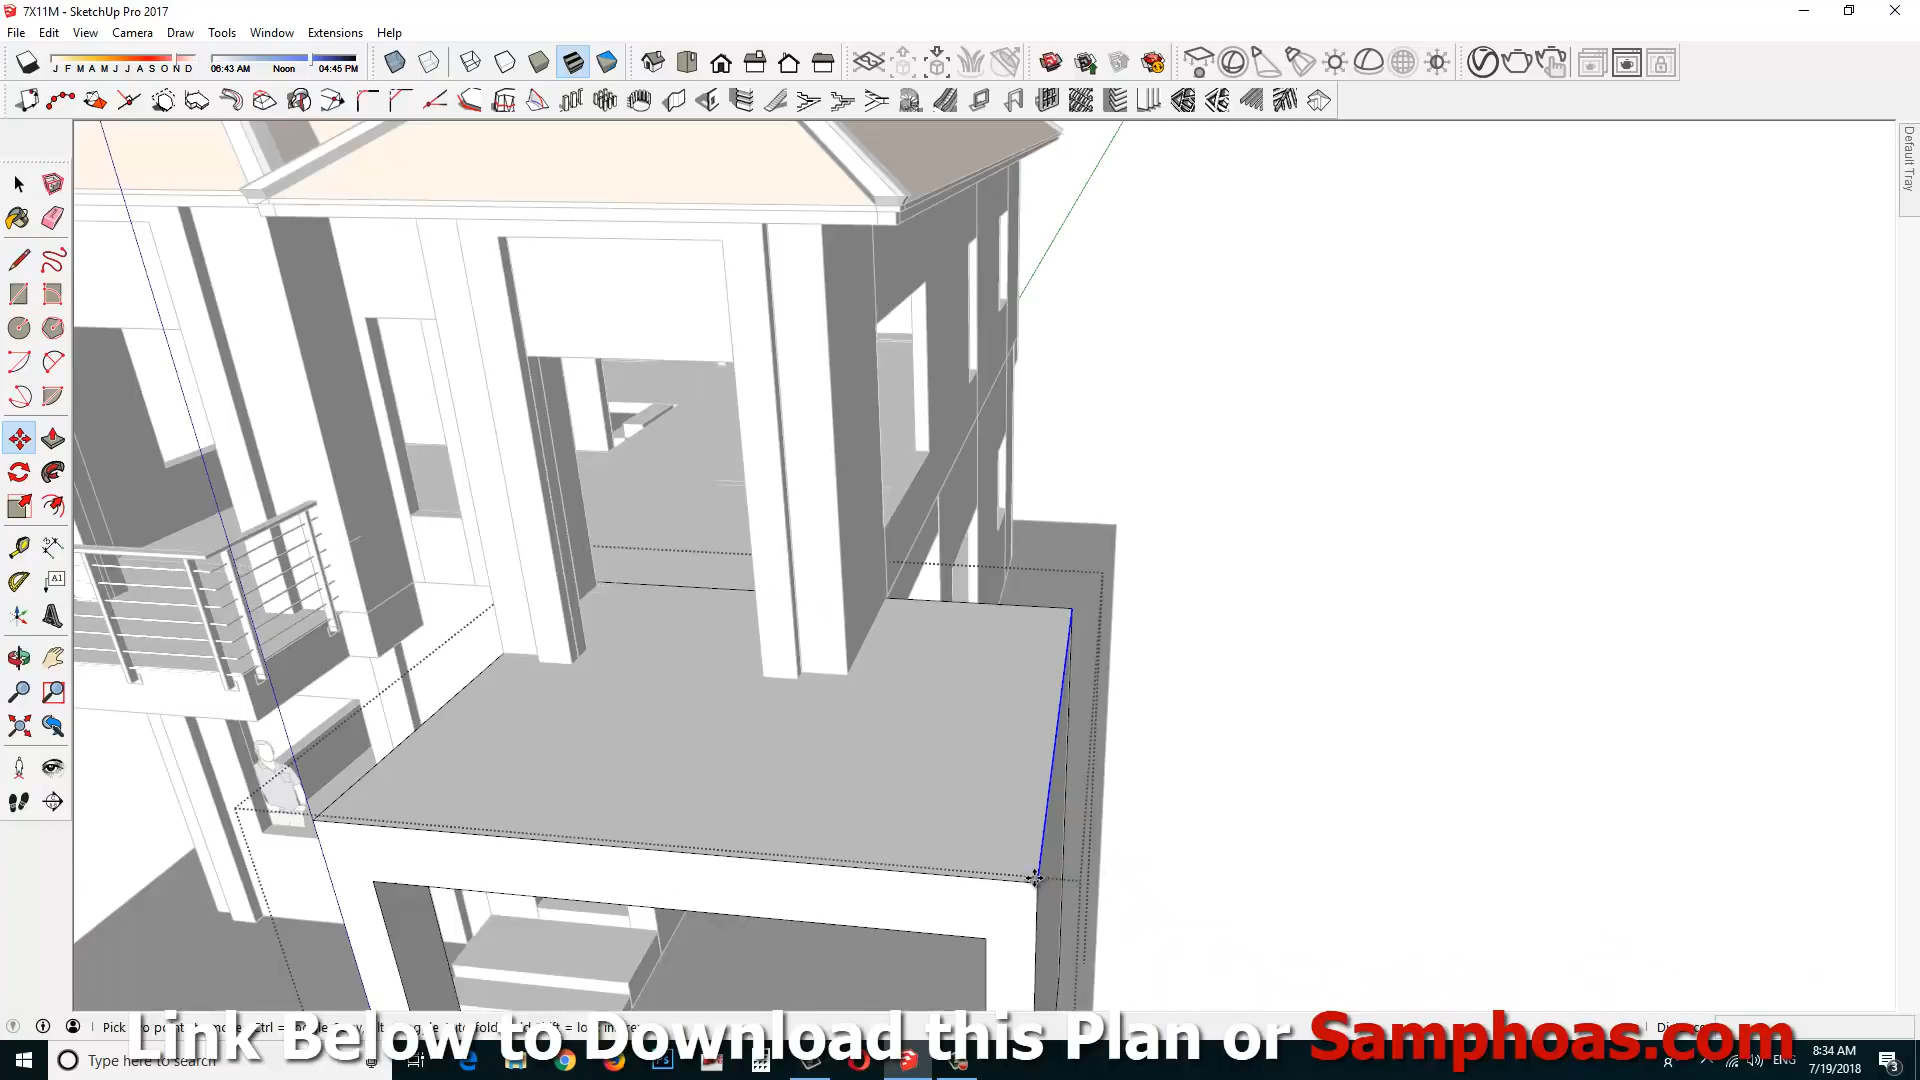 7X11M - SketchUp Pro 2017
File Edit View Camera Draw Tools Window Extensions Help
J F M A M J J A S O N D
06:43 AM Noon 04:45 PM
Default Tray
A1
Link Below to Download this Plan or Samphoas.com
Type here to search
ENG
8:34 AM
7/19/2018
3